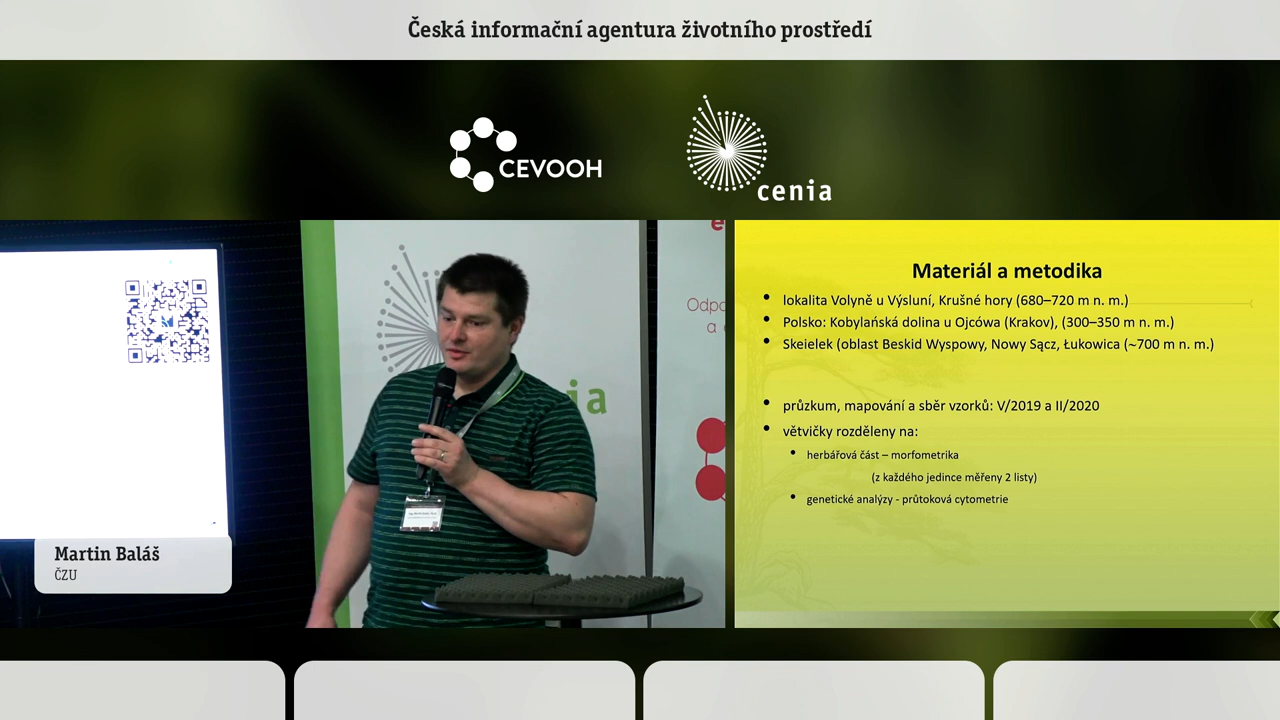 Česká informační agentura životního prostředí
CEVOOH
cenia
Odpo
a
ia
Martin Baláš
ČZU
Materiál a metodika
• lokalita Volyně u Výsluní, Krušné hory (680–720 m n. m.)
• Polsko: Kobylańská dolina u Ojcówa (Krakov), (300–350 m n. m.)
• Skeielek (oblast Beskid Wyspowy, Nowy Sącz, Łukowica (~700 m n. m.)
• průzkum, mapování a sběr vzorků: V/2019 a II/2020
• větvičky rozděleny na:
• herbářová část – morfometrika
(z každého jedince měřeny 2 listy)
• genetické analýzy - průtoková cytometrie